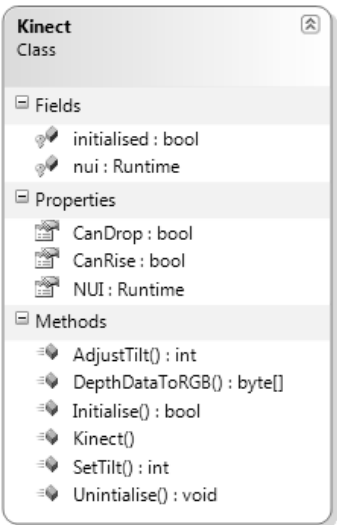 Kinect
Class
Fields
initialised : bool
nui : Runtime
Properties
CanDrop : bool
CanRise : bool
NUI : Runtime
Methods
AdjustTilt() : int
DepthDataToRGB() : byte[]
Initialise() : bool
Kinect()
SetTilt() : int
Unintialise() : void